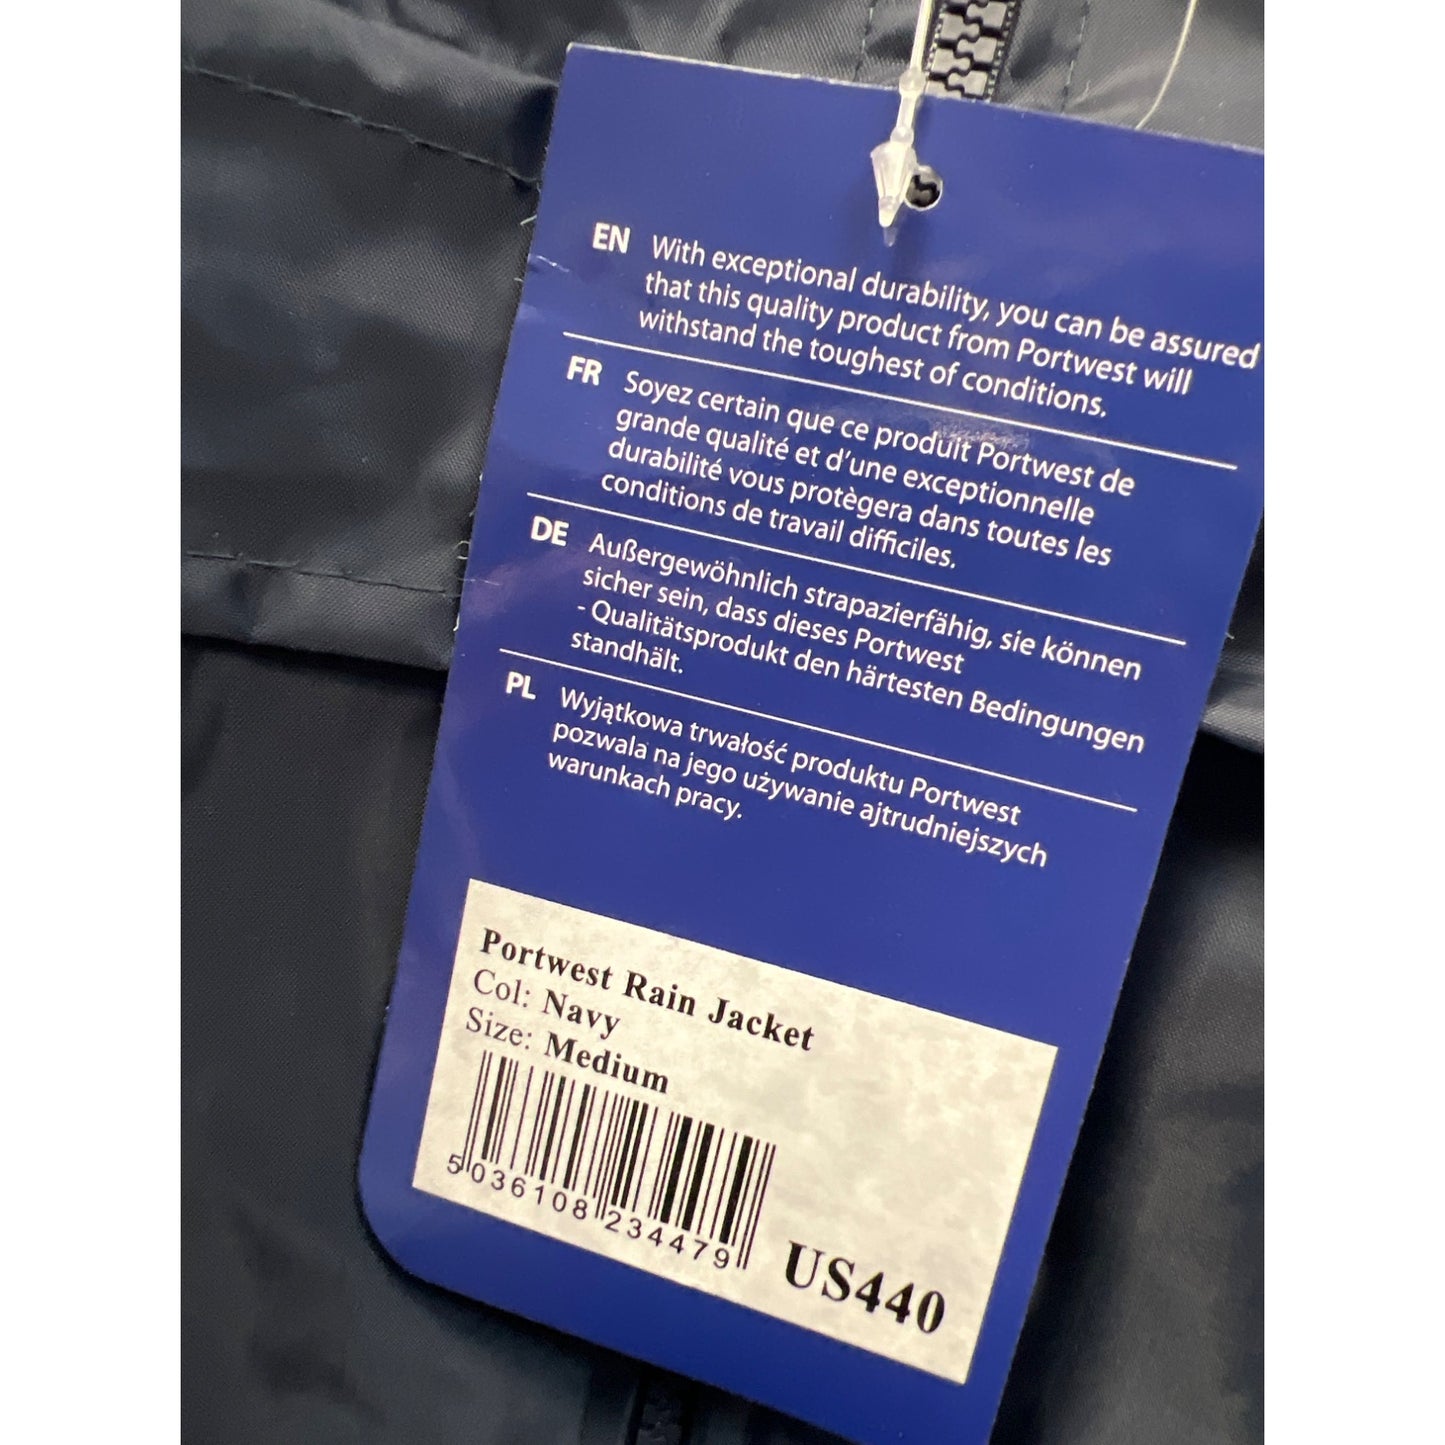 EN With exceptional durability, you can be assured
that this quality product from Portwest will
withstand the toughest of conditions.
FR Soyez certain que ce produit Portwest de
grande qualité et d'une exceptionnelle
durabilité vous protègera dans toutes les
conditions de travail difficiles.
DE Außergewöhnlich strapazierfähig, sie können
sicher sein, dass dieses Portwest
- Qualitätsprodukt den härtesten Bedingungen
standhält.
PL Wyjątkowa trwałość produktu Portwest
pozwala na jego używanie ajtrudniejszych
warunkach pracy.
Portwest Rain Jacket
Col: Navy
Size: Medium
5 036108 234479
US440